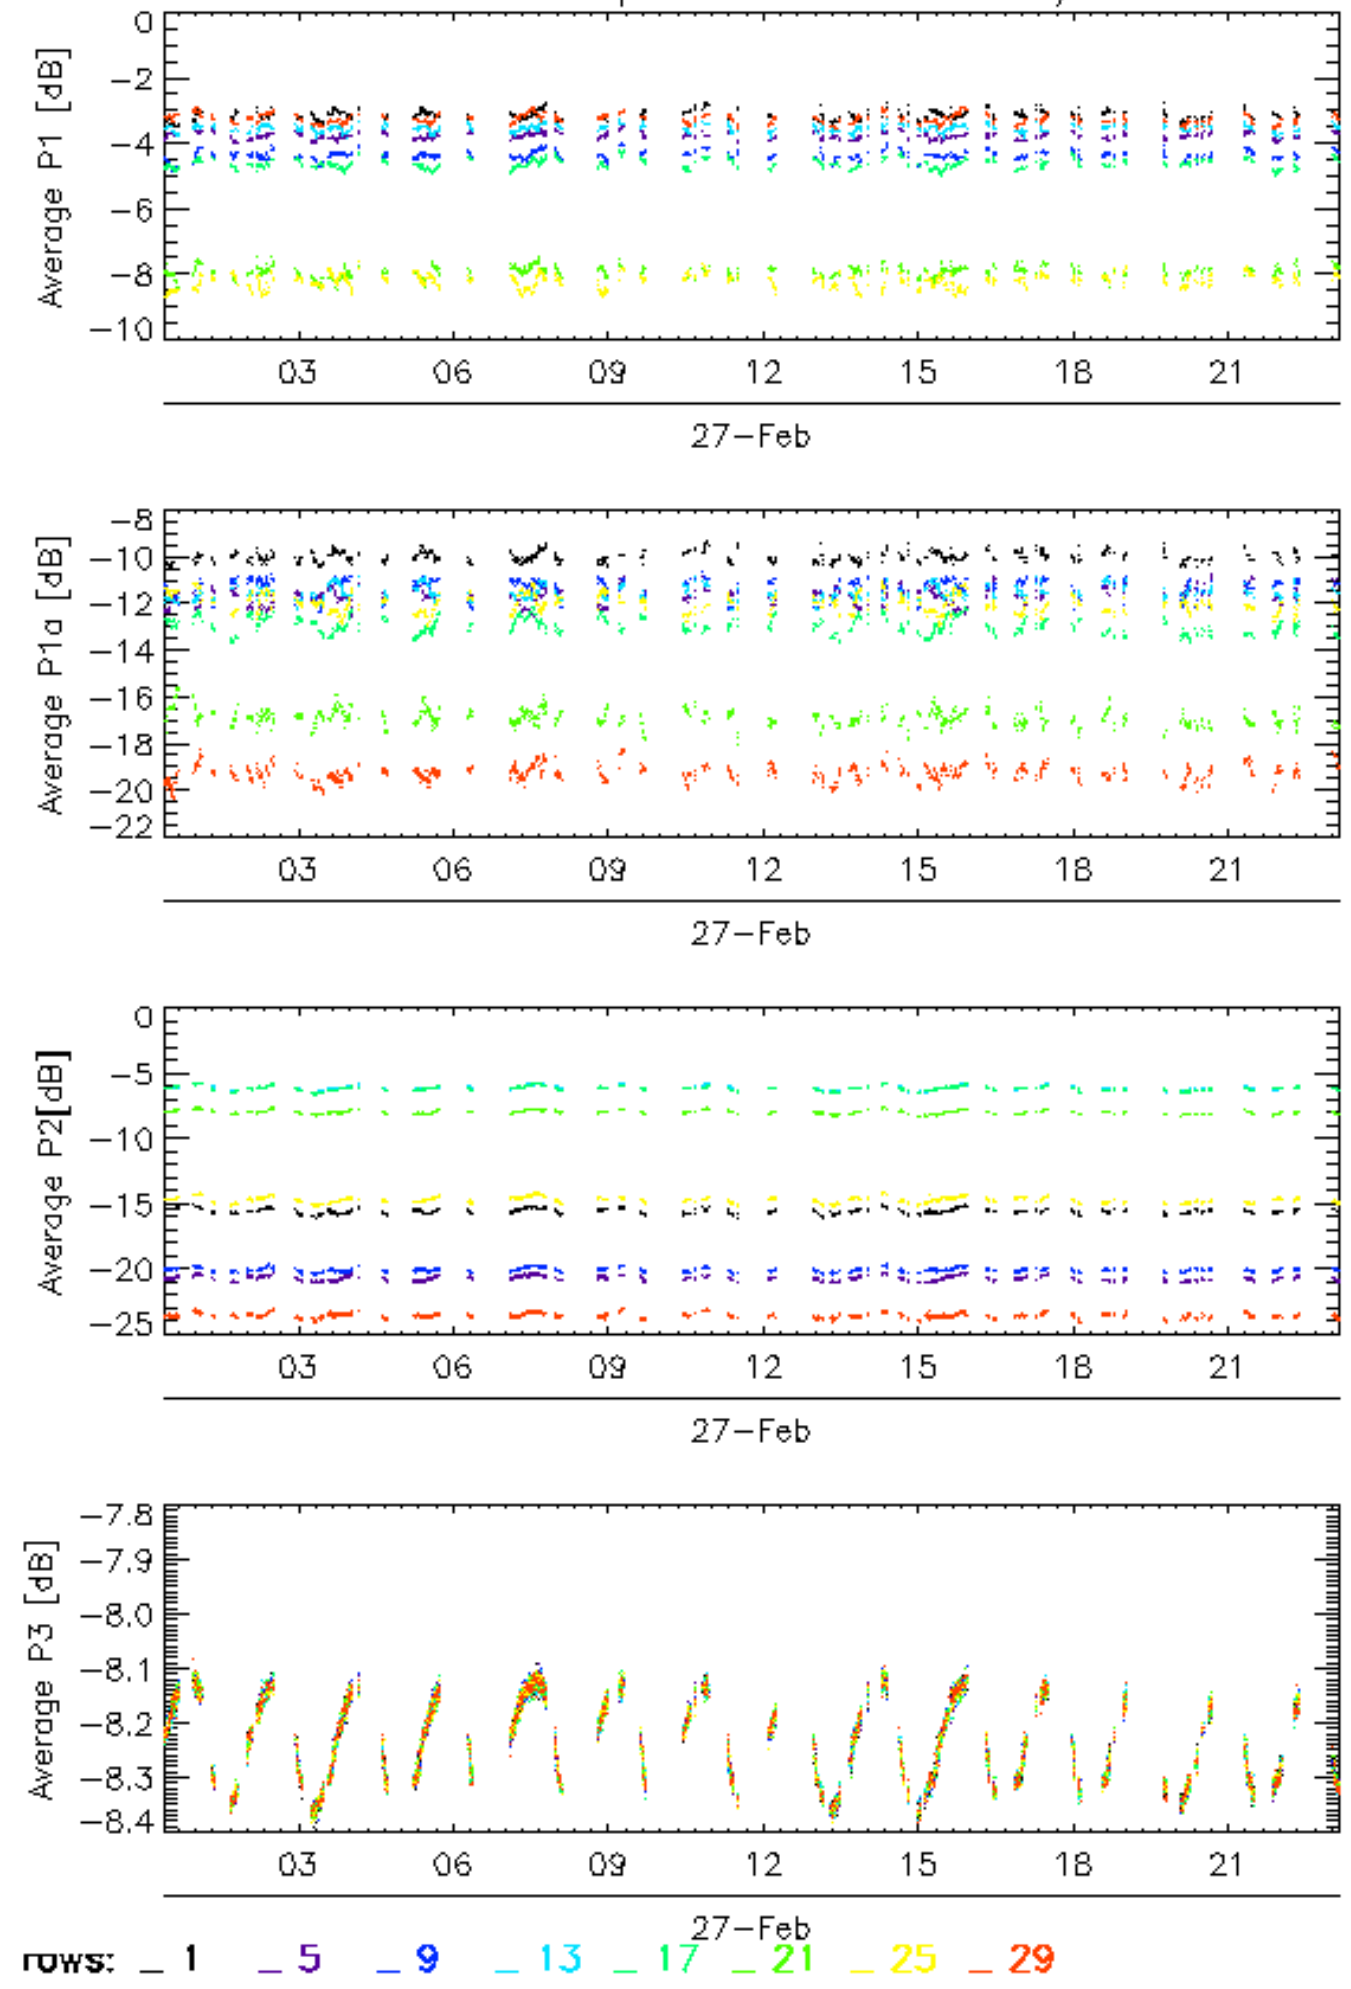 0
-2
-4
-6
-8
-10
Average P1 [dB]
03 06 09 12 15 18 21
27-Feb
-8
-10
-12
-14
-16
-18
-20
-22
Average P1a [dB]
03 06 09 12 15 18 21
27-Feb
0
-5
-10
-15
-20
-25
Average P2[dB]
03 06 09 12 15 18 21
27-Feb
-7.8
-7.9
-8.0
-8.1
-8.2
-8.3
-8.4
Average P3 [dB]
03 06 09 12 15 18 21
27-Feb
rows: _ 1 _ 5 _ 9 _ 13 _ 17 _ 21 _ 25 _ 29